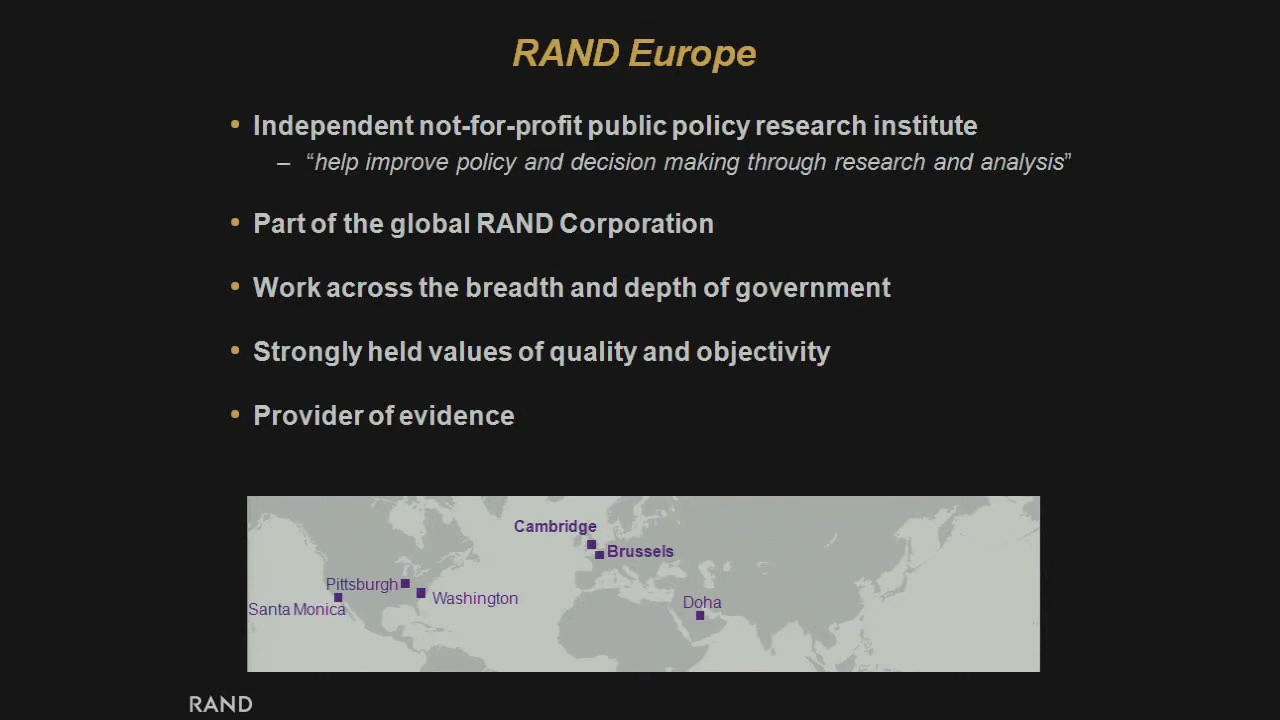 RAND Europe
• Independent not-for-profit public policy research institute
– “help improve policy and decision making through research and analysis”
• Part of the global RAND Corporation
• Work across the breadth and depth of government
• Strongly held values of quality and objectivity
• Provider of evidence
Cambridge
Brussels
Pittsburgh
Washington
Santa Monica
Doha
RAND